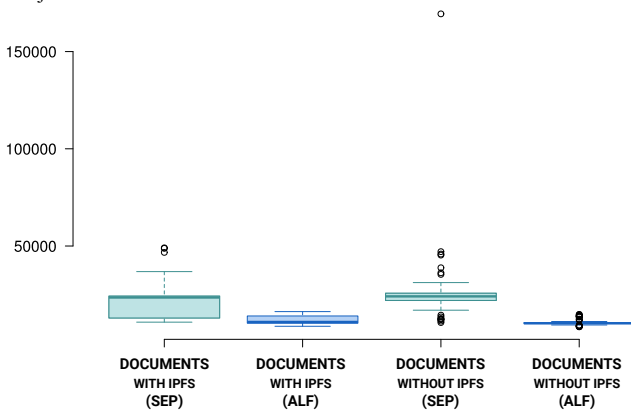 150000
100000
50000
DOCUMENTS DOCUMENTS DOCUMENTS DOCUMENTS
WITH IPFS WITH IPFS WITHOUT IPFS WITHOUT IPFS
(SEP) (ALF) (SEP) (ALF)